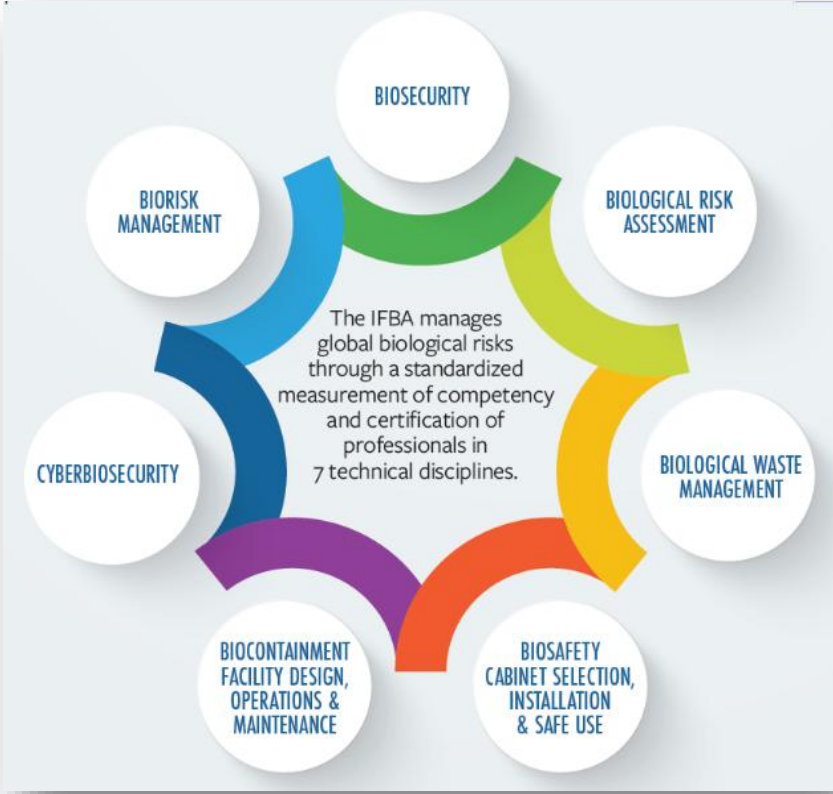 BIOSECURITY
BIORISK
MANAGEMENT
BIOLOGICAL RISK
ASSESSMENT
The IFBA manages
global biological risks
through a standardized
measurement of competency
and certification of
professionals in
7 technical disciplines.
CYBERBIOSECURITY
BIOLOGICAL WASTE
MANAGEMENT
BIOCONTAINMENT
FACILITY DESIGN,
OPERATIONS &
MAINTENANCE
BIOSAFETY
CABINET SELECTION,
INSTALLATION
& SAFE USE